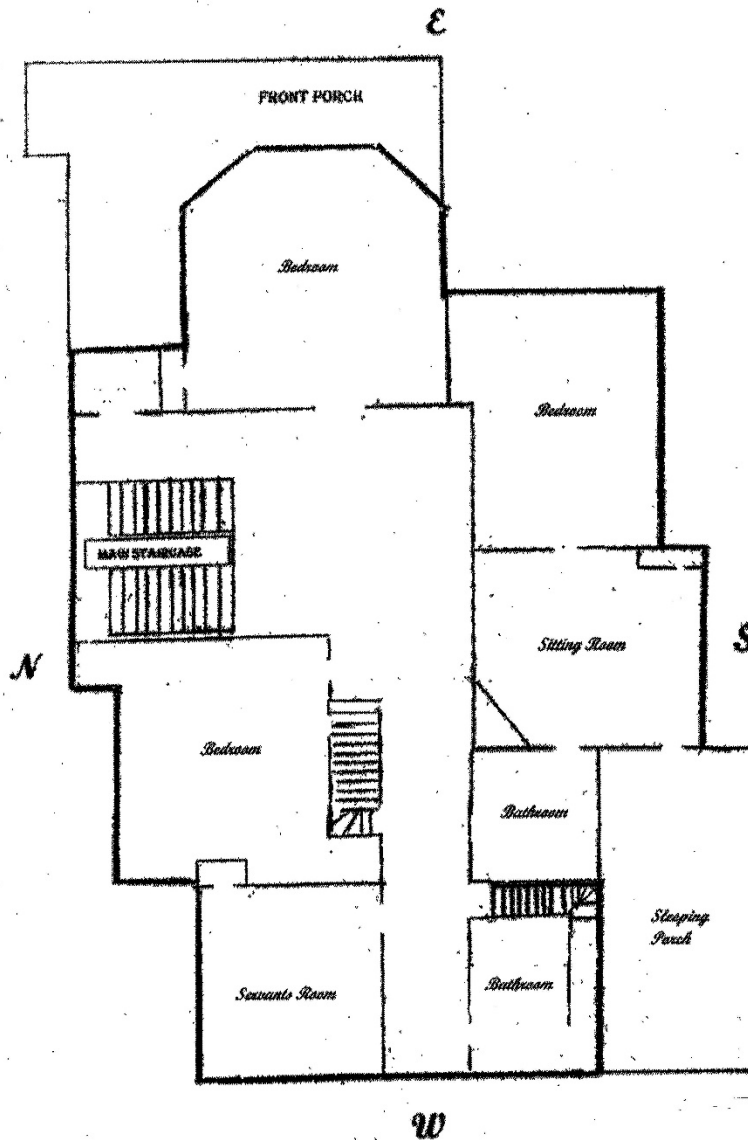 E
FRONT PORCH
Bedroom
Bedroom
MAIN STAIRCASE
Sitting Room
S
N
Bedroom
Bathroom
Sleeping
Porch
Bathroom
Servants Room
W